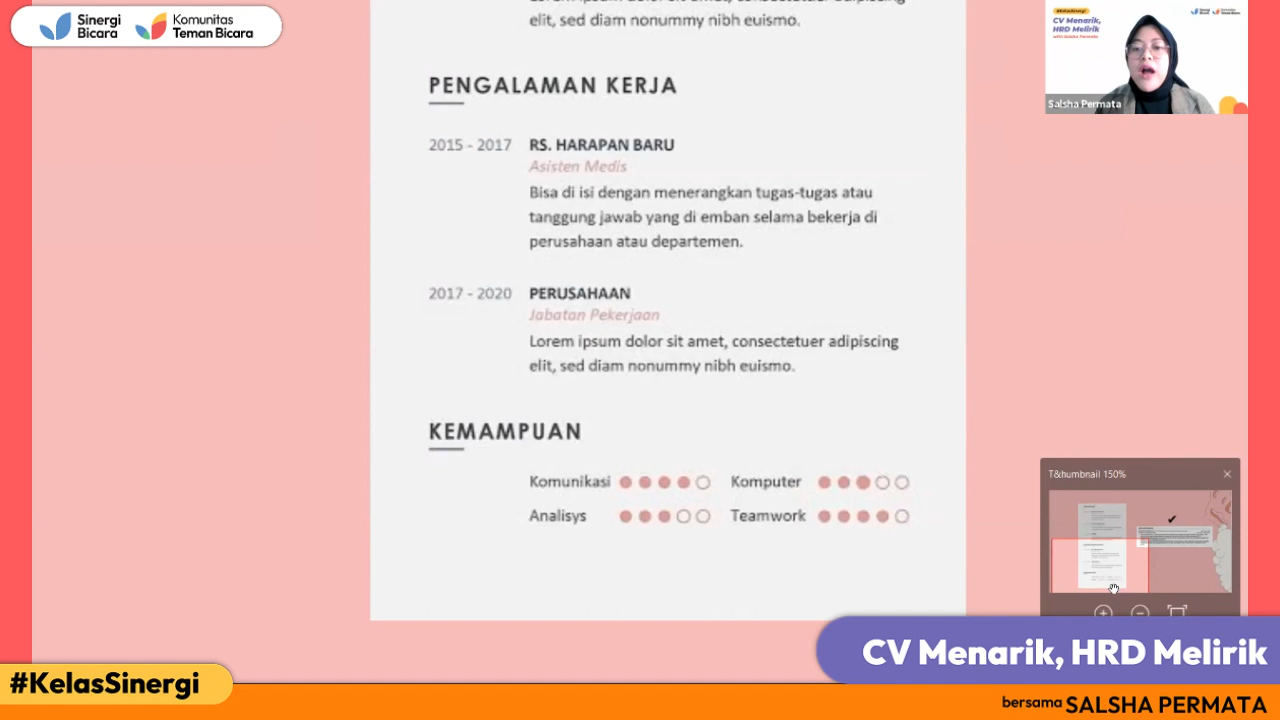 Sinergi
Bicara
Komunitas
Teman Bicara
elit, sed diam nonummy nibh euismo.
PENGALAMAN KERJA
2015 - 2017 RS. HARAPAN BARU
Asisten Medis
Bisa di isi dengan menerangkan tugas-tugas atau
tanggung jawab yang di emban selama bekerja di
perusahaan atau departemen.
2017 - 2020 PERUSAHAAN
Jabatan Pekerjaan
Lorem ipsum dolor sit amet, consectetuer adipiscing
elit, sed diam nonummy nibh euismo.
KEMAMPUAN
Komunikasi Komputer
Analisys Teamwork
#KelasSinergi
CV Menarik,
HRD Melirik
with Salsha Permata
Salsha Permata
T&humbnail 150%
CV Menarik, HRD Melirik
#KelasSinergi
bersama SALSHA PERMATA